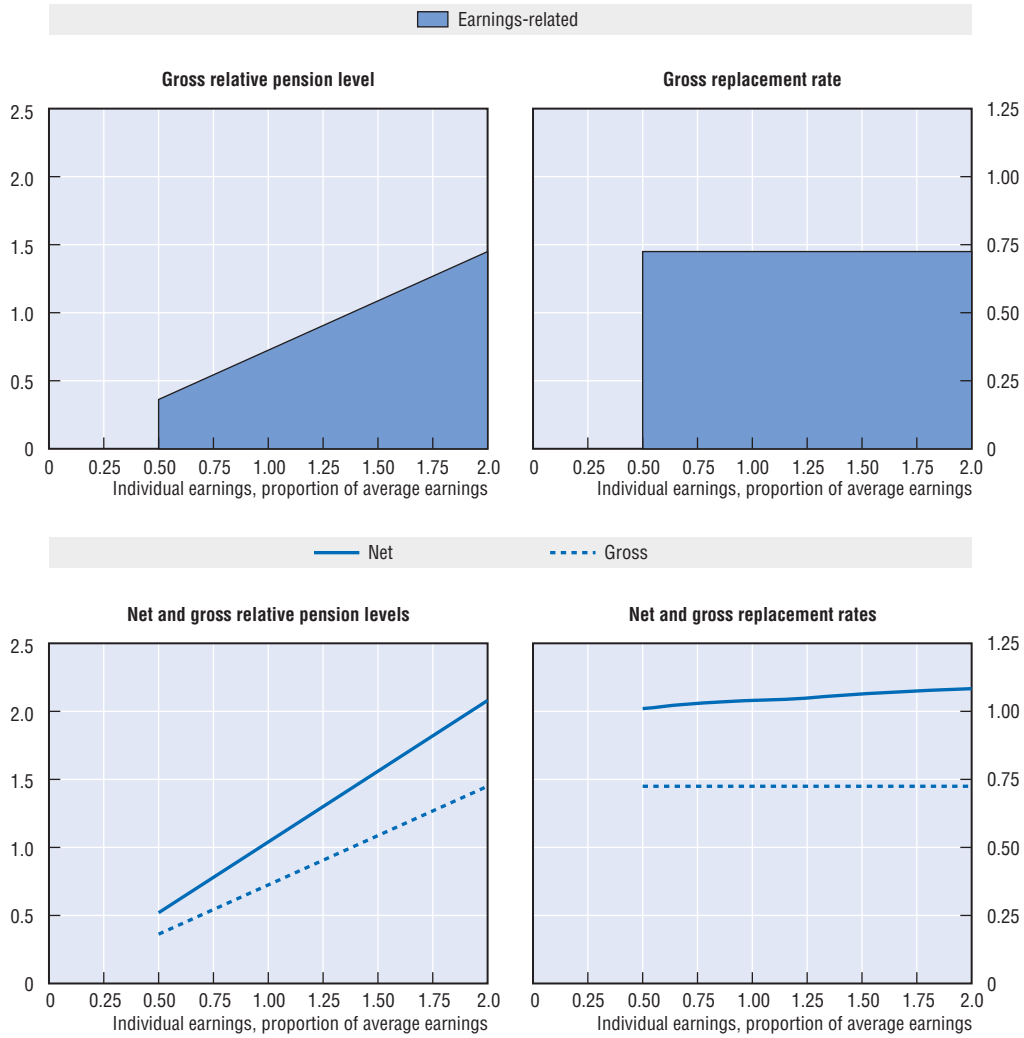 Earnings-related
Gross relative pension level
2.5
2.0
1.5
1.0
0.5
0
0 0.25 0.50 0.75 1.00 1.25 1.50 1.75 2.0
Individual earnings, proportion of average earnings
Gross replacement rate
1.25
1.00
0.75
0.50
0.25
0
0 0.25 0.50 0.75 1.00 1.25 1.50 1.75 2.0
Individual earnings, proportion of average earnings
Net Gross
Net and gross relative pension levels
2.5
2.0
1.5
1.0
0.5
0
0 0.25 0.50 0.75 1.00 1.25 1.50 1.75 2.0
Individual earnings, proportion of average earnings
Net and gross replacement rates
1.25
1.00
0.75
0.50
0.25
0
0 0.25 0.50 0.75 1.00 1.25 1.50 1.75 2.0
Individual earnings, proportion of average earnings